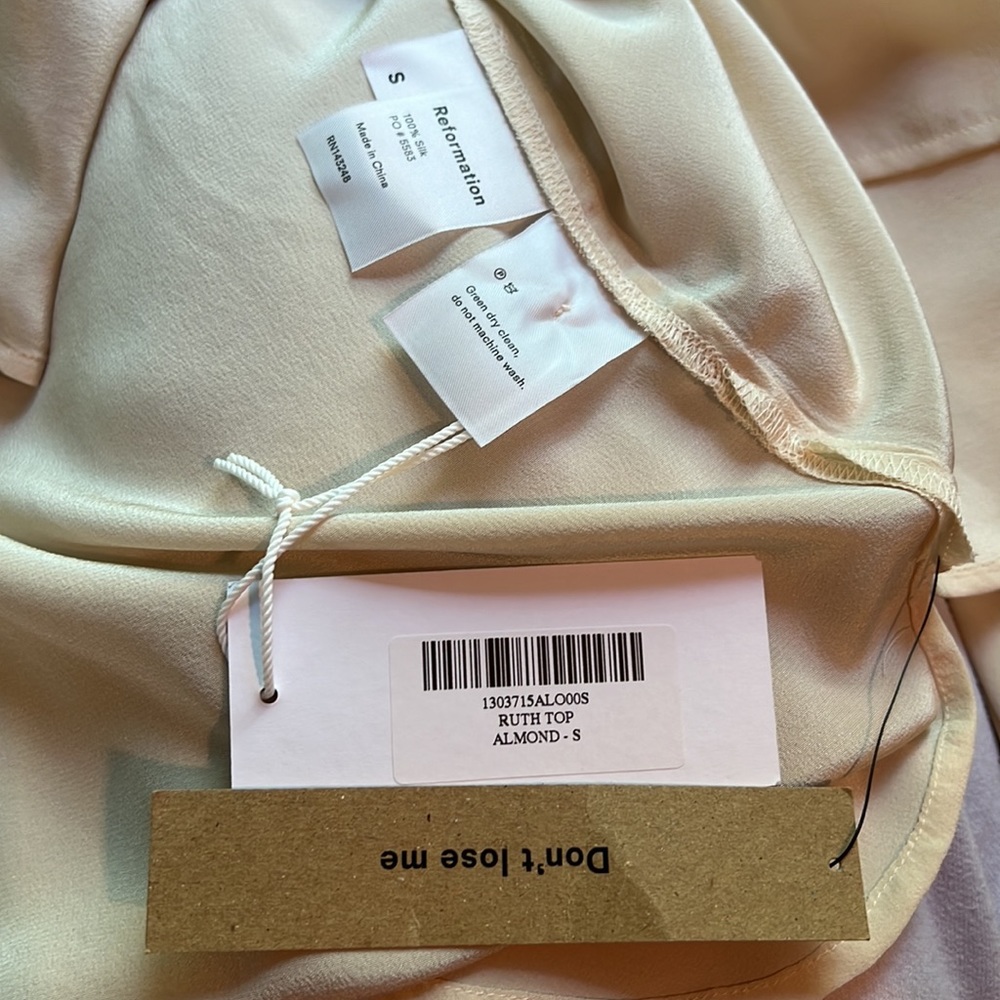 S
Reformation
100% Silk
PO # 5583
Made in China
RN143248
Green dry clean,
do not machine wash.
1303715ALO00S
RUTH TOP
ALMOND - S
Don't lose me